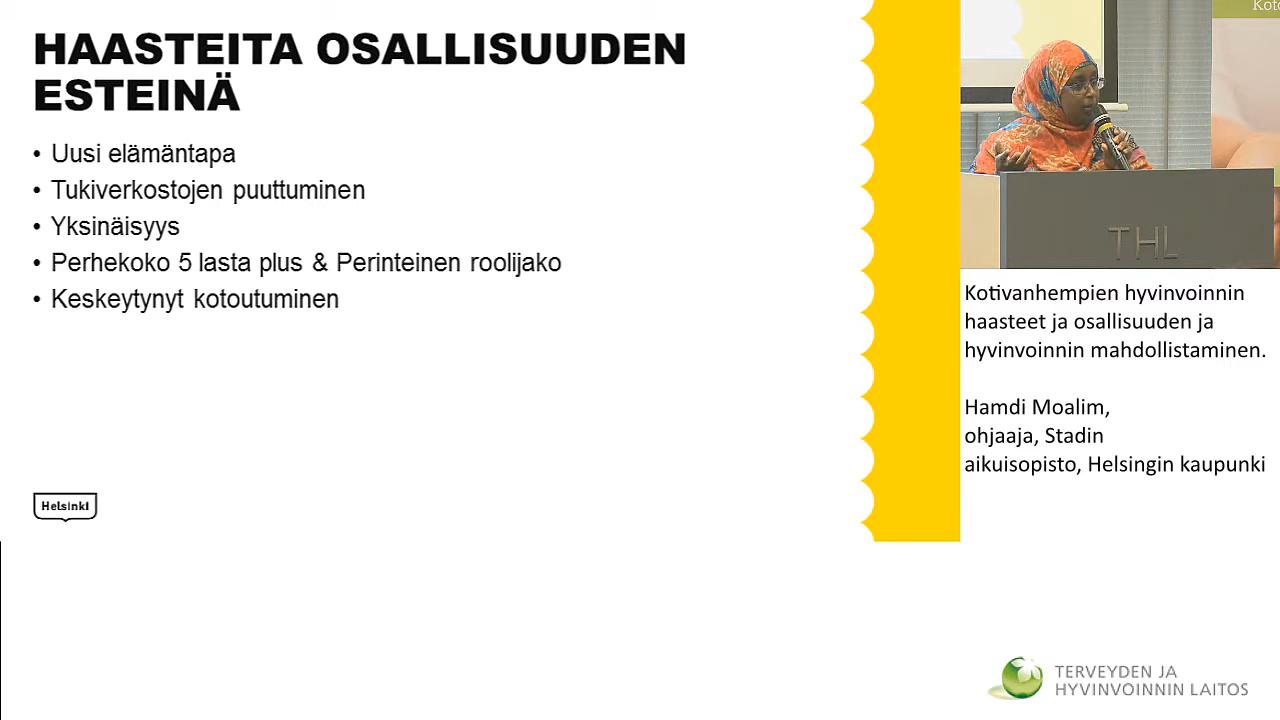 HAASTEITA OSALLISUUDEN
ESTEINÄ
• Uusi elämäntapa
• Tukiverkostojen puuttuminen
• Yksinäisyys
• Perhekoko 5 lasta plus & Perinteinen roolijako
• Keskeytynyt kotoutuminen
Helsinki
THL
Kotivanhempien hyvinvoinnin
haasteet ja osallisuuden ja
hyvinvoinnin mahdollistaminen.
Hamdi Moalim,
ohjaaja, Stadin
aikuisopisto, Helsingin kaupunki
TERVEYDEN JA
HYVINVOINNIN LAITOS